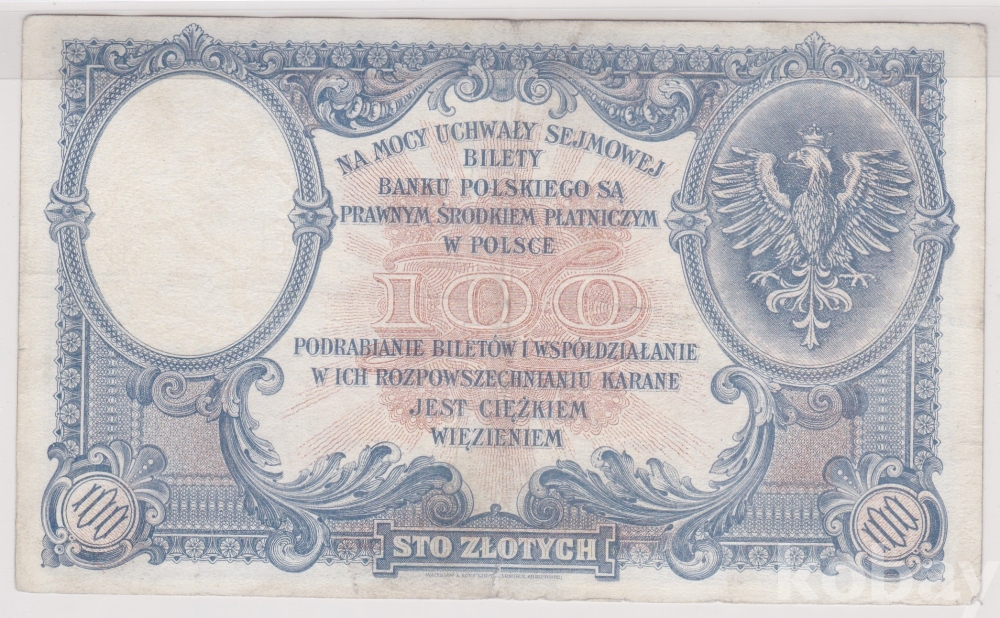 NA MOCY UCHWAŁY SEJMOWEJ
BILETY
BANKU POLSKIEGO SĄ
PRAWNYM ŚRODKIEM PŁATNICZYM
W POLSCE
100
PODRABIANIE BILETÓW I WSPÓŁDZIAŁANIE
W ICH ROZPOWSZECHNIANIU KARANE
JEST CIĘŻKIEM
WIĘZIENIEM
100
100
STO ZŁOTYCH
kobay